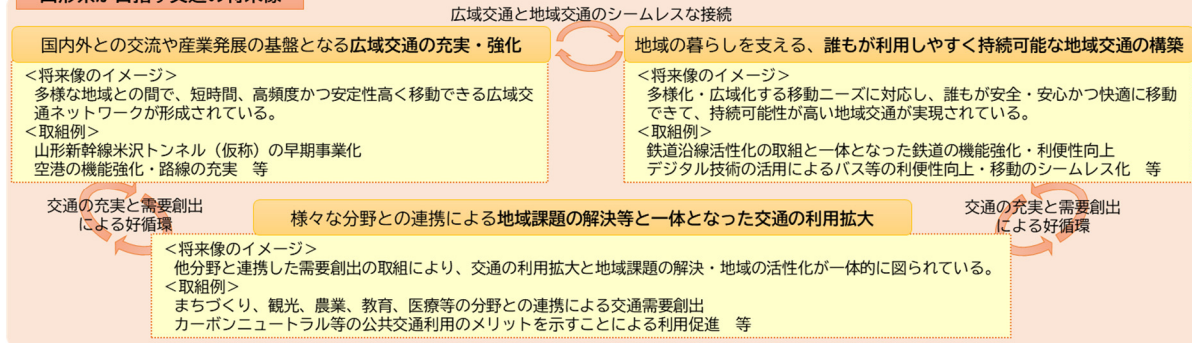 山形県が目指す交通の将来像
広域交通と地域交通のシームレスな接続
国内外との交流や産業発展の基盤となる広域交通の充実・強化
＜将来像のイメージ＞
多様な地域との間で、短時間、高頻度かつ安定性高く移動できる広域交
通ネットワークが形成されている。
＜取組例＞
山形新幹線米沢トンネル（仮称）の早期事業化
空港の機能強化・路線の充実　等
地域の暮らしを支える、誰もが利用しやすく持続可能な地域交通の構築
＜将来像のイメージ＞
多様化・広域化する移動ニーズに対応し、誰もが安全・安心かつ快適に移動
できて、持続可能性が高い地域交通が実現されている。
＜取組例＞
鉄道沿線活性化の取組と一体となった鉄道の機能強化・利便性向上
デジタル技術の活用によるバス等の利便性向上・移動のシームレス化　等
交通の充実と需要創出
による好循環
様々な分野との連携による地域課題の解決等と一体となった交通の利用拡大
＜将来像のイメージ＞
他分野と連携した需要創出の取組により、交通の利用拡大と地域課題の解決・地域の活性化が一体的に図られている。
＜取組例＞
まちづくり、観光、農業、教育、医療等の分野との連携による交通需要創出
カーボンニュートラル等の公共交通利用のメリットを示すことによる利用促進　等
交通の充実と需要創出
による好循環